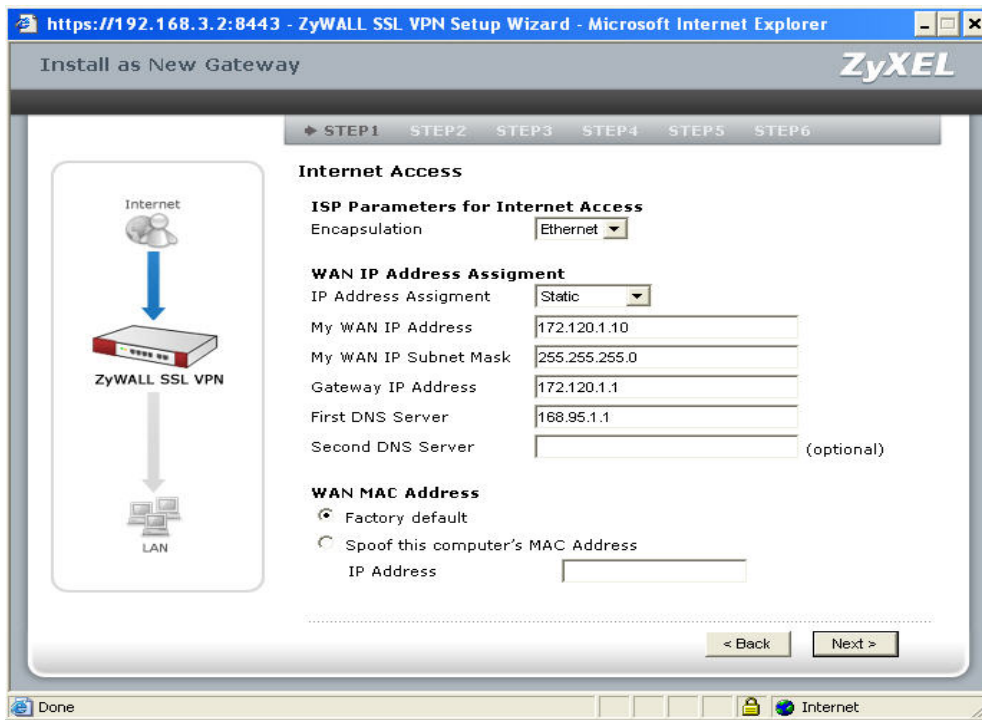 https://192.168.3.2:8443 - ZyWALL SSL VPN Setup Wizard - Microsoft Internet Explorer
Install as New Gateway
ZyXEL
STEP1 STEP2 STEP3 STEP4 STEP5 STEP6
Internet
ZyWALL SSL VPN
LAN
Internet Access
ISP Parameters for Internet Access
Encapsulation Ethernet
WAN IP Address Assigment
IP Address Assigment Static
My WAN IP Address 172.120.1.10
My WAN IP Subnet Mask 255.255.255.0
Gateway IP Address 172.120.1.1
First DNS Server 168.95.1.1
Second DNS Server (optional)
WAN MAC Address
Factory default
Spoof this computer's MAC Address
IP Address
< Back Next >
Done Internet